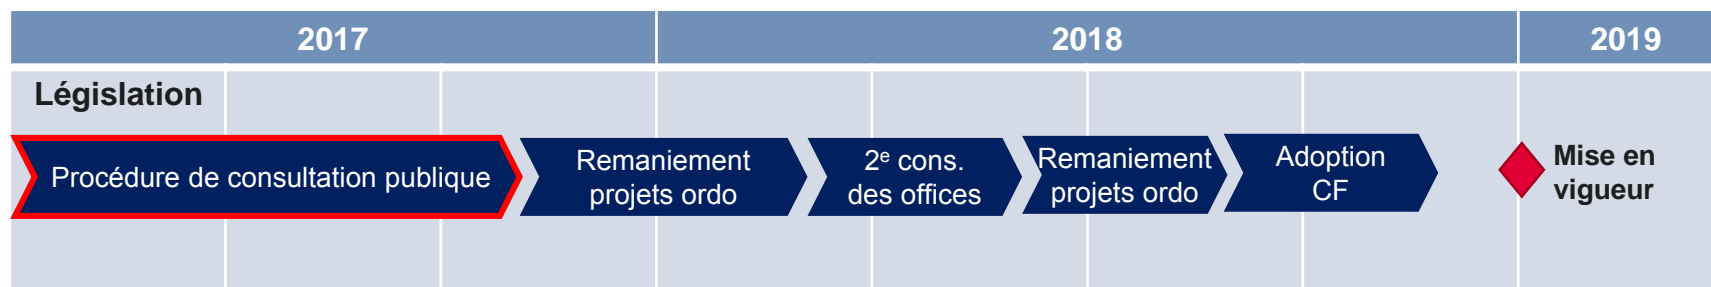 2017
2018
2019
Législation
Procédure de consultation publique
Remaniement
projets ordo
2ᵉ cons.
des offices
Remaniement
projets ordo
Adoption
CF
Mise en
vigueur